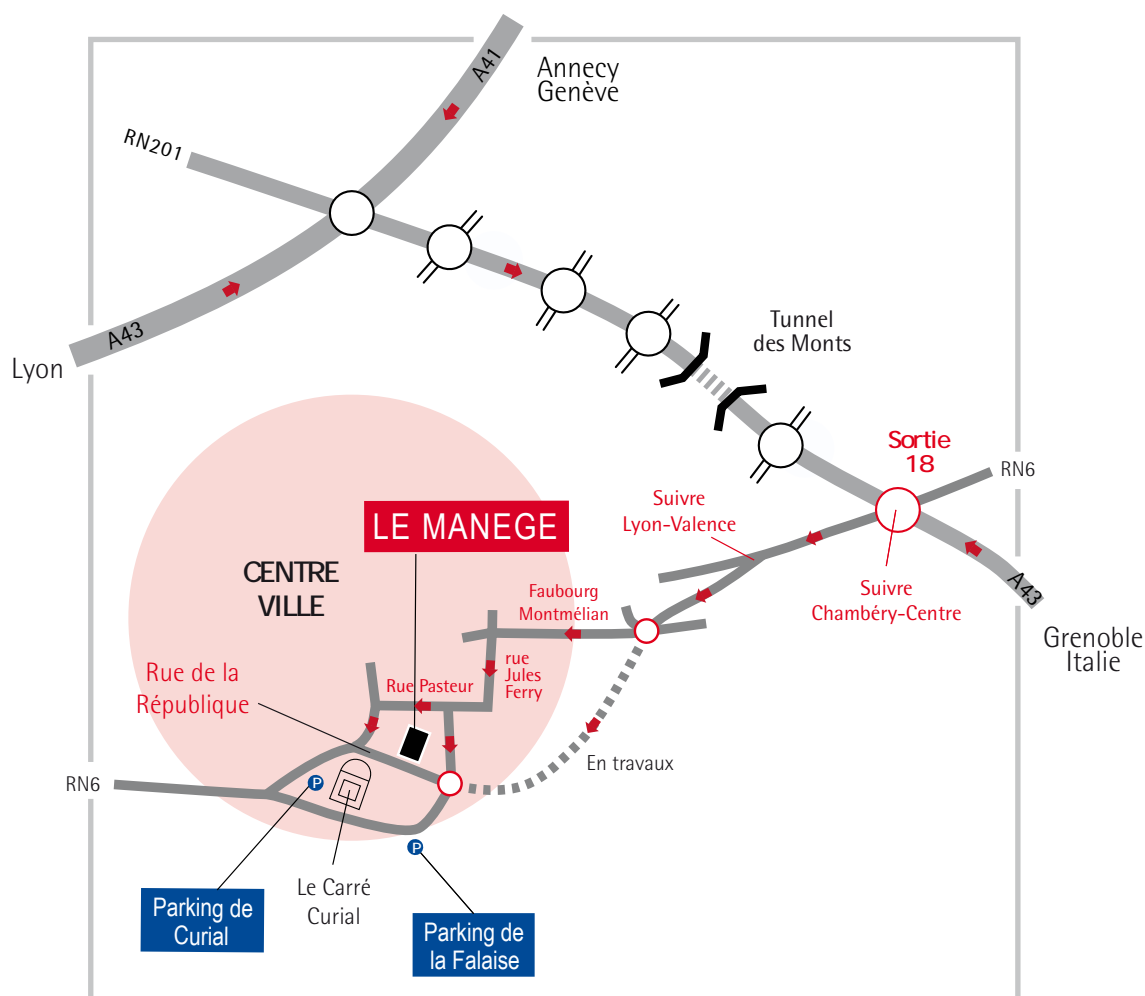 A41
Annecy
Genève
RN201
A43
Lyon
Tunnel
des Monts
Sortie
18
RN6
Suivre
Lyon-Valence
LE MANEGE
CENTRE
VILLE
Faubourg
Montmélian
Suivre
Chambéry-Centre
A43
Grenoble
Italie
Rue de la
République
Rue Pasteur
rue
Jules
Ferry
En travaux
RN6
P
P
Parking de
Curial
Le Carré
Curial
Parking de
la Falaise